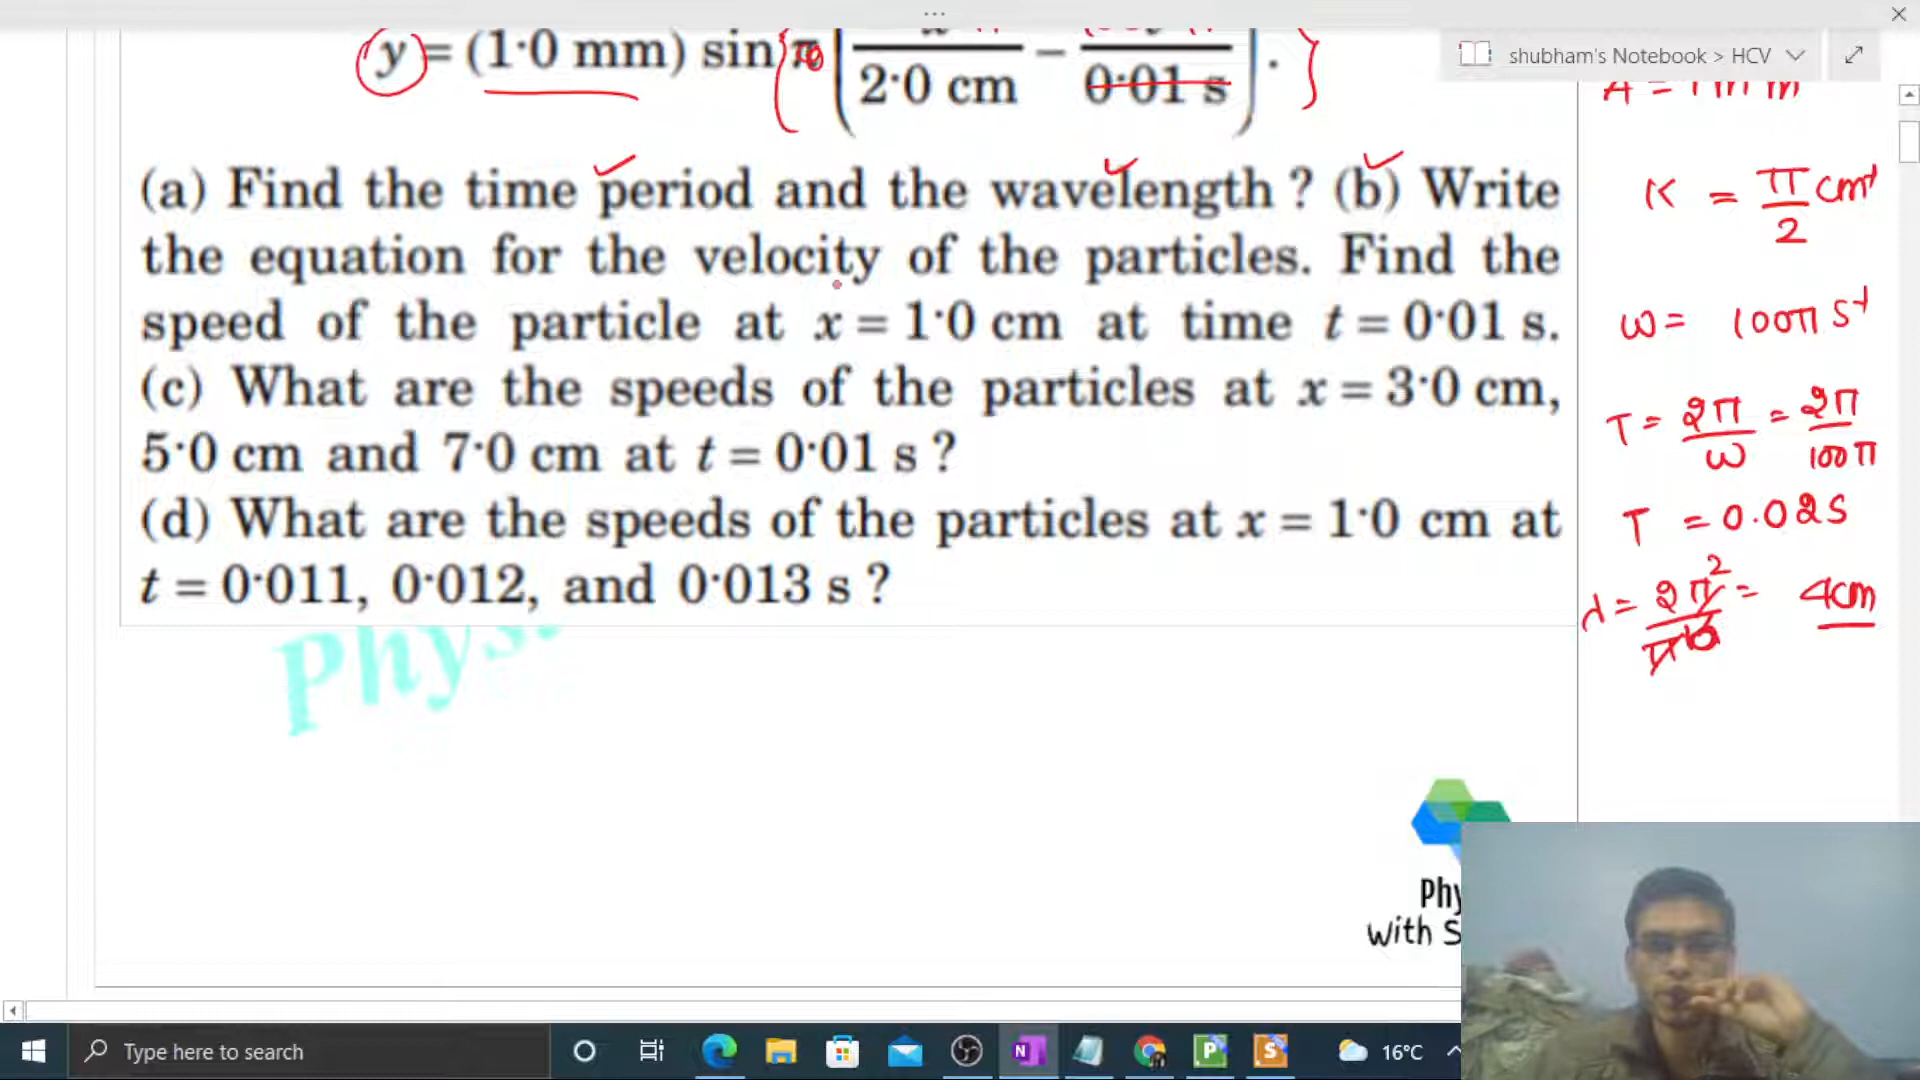 y = (1·0 mm) sin π ( / 2·0 cm − / 0·01 s ) .
shubham's Notebook > HCV
(a) Find the time period and the wavelength ? (b) Write
the equation for the velocity of the particles. Find the
speed of the particle at x = 1·0 cm at time t = 0·01 s.
(c) What are the speeds of the particles at x = 3·0 cm,
5·0 cm and 7·0 cm at t = 0·01 s ?
(d) What are the speeds of the particles at x = 1·0 cm at
t = 0·011, 0·012, and 0·013 s ?
A = 1 mm
K = π/2 cm⁻¹
ω = 100π s⁻¹
T = 2π/ω = 2π/100π
T = 0.02s
λ = 2π = 4cm
Phys
Phy
with S
Type here to search
16°C